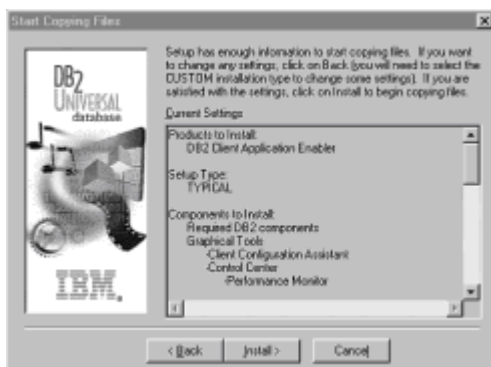 Start Copying Files
DB2
UNIVERSAL
database
IBM.
Setup has enough information to start copying files. If you want
to change any settings, click on Back (you will need to select the
CUSTOM installation type to change some settings). If you are
satisfied with the settings, click on Install to begin copying files.
Current Settings
Products to Install:
DB2 Client Application Enabler
Setup Type:
TYPICAL
Components to Install:
Required DB2 components
Graphical Tools
-Client Configuration Assistant
-Control Center
-Performance Monitor
< Back
Install >
Cancel